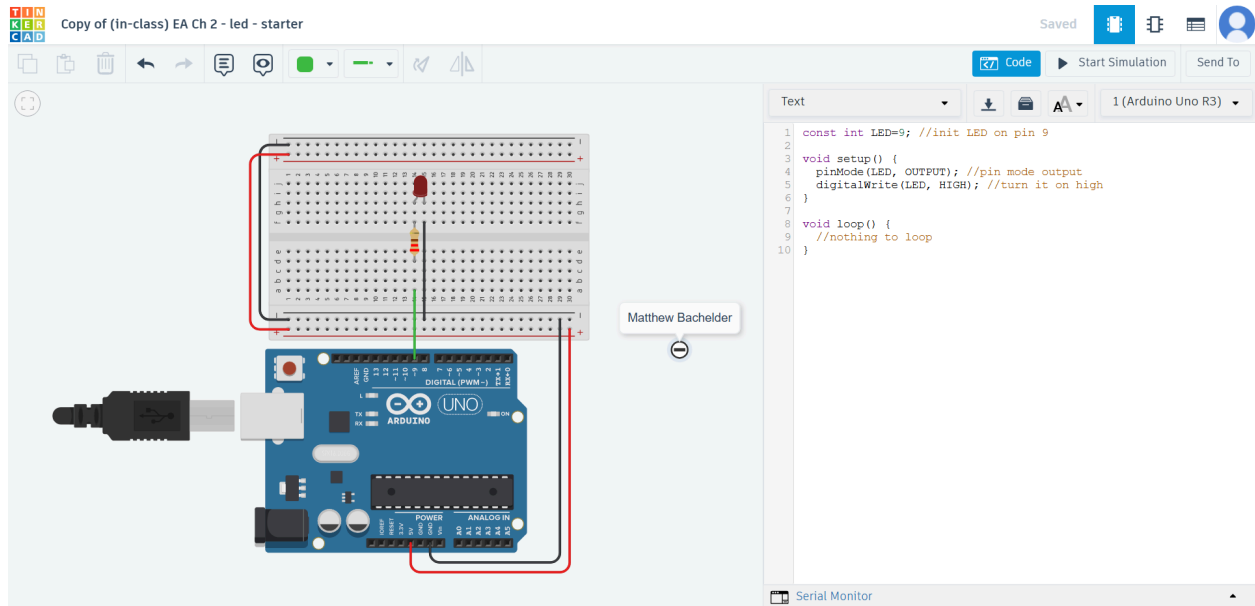 TIN
KER
CAD
Copy of (in-class) EA Ch 2 - led - starter
Saved
Code
Start Simulation
Send To
Text
AA
1 (Arduino Uno R3)
1 const int LED=9; //init LED on pin 9
2
3 void setup() {
4 pinMode(LED, OUTPUT); //pin mode output
5 digitalWrite(LED, HIGH); //turn it on high
6 }
7
8 void loop() {
9 //nothing to loop
10 }
Matthew Bachelder
AREF
GND
13
12
~11
~10
~9
8
7
~6
~5
4
~3
2
TX→1
RX←0
DIGITAL (PWM~)
L
TX
RX
UNO
ON
ARDUINO
POWER
ANALOG IN
IOREF
RESET
3.3V
5V
GND
GND
Vin
A0
A1
A2
A3
A4
A5
Serial Monitor